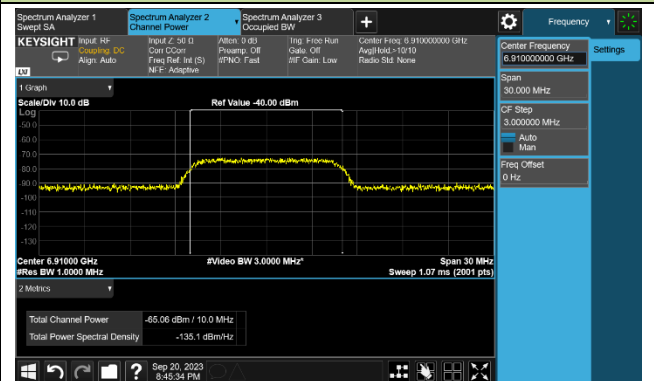 Spectrum Analyzer 1
Swept SA
Spectrum Analyzer 2
Channel Power
Spectrum Analyzer 3
Occupied BW
+
Frequency
KEYSIGHT
Input: RF
Coupling: DC
Align: Auto
Input Z: 50 Ω
Corr CCorr
Freq Ref: Int (S)
NFE: Adaptive
Atten: 0 dB
Preamp: Off
#PNO: Fast
Trig: Free Run
Gate: Off
#IF Gain: Low
Center Freq: 6.910000000 GHz
Avg|Hold:>10/10
Radio Std: None
LXI
Center Frequency
6.910000000 GHz
Settings
Span
30.000 MHz
CF Step
3.000000 MHz
Auto
Man
Freq Offset
0 Hz
1 Graph
Scale/Div 10.0 dB
Ref Value -40.00 dBm
Log
-50.0
-60.0
-70.0
-80.0
-90.0
-100
-110
-120
-130
Center 6.91000 GHz
#Video BW 3.0000 MHz*
Span 30 MHz
#Res BW 1.0000 MHz
Sweep 1.07 ms (2001 pts)
2 Metrics
Total Channel Power -65.06 dBm / 10.0 MHz
Total Power Spectral Density -135.1 dBm/Hz
?
Sep 20, 2023
8:45:34 PM